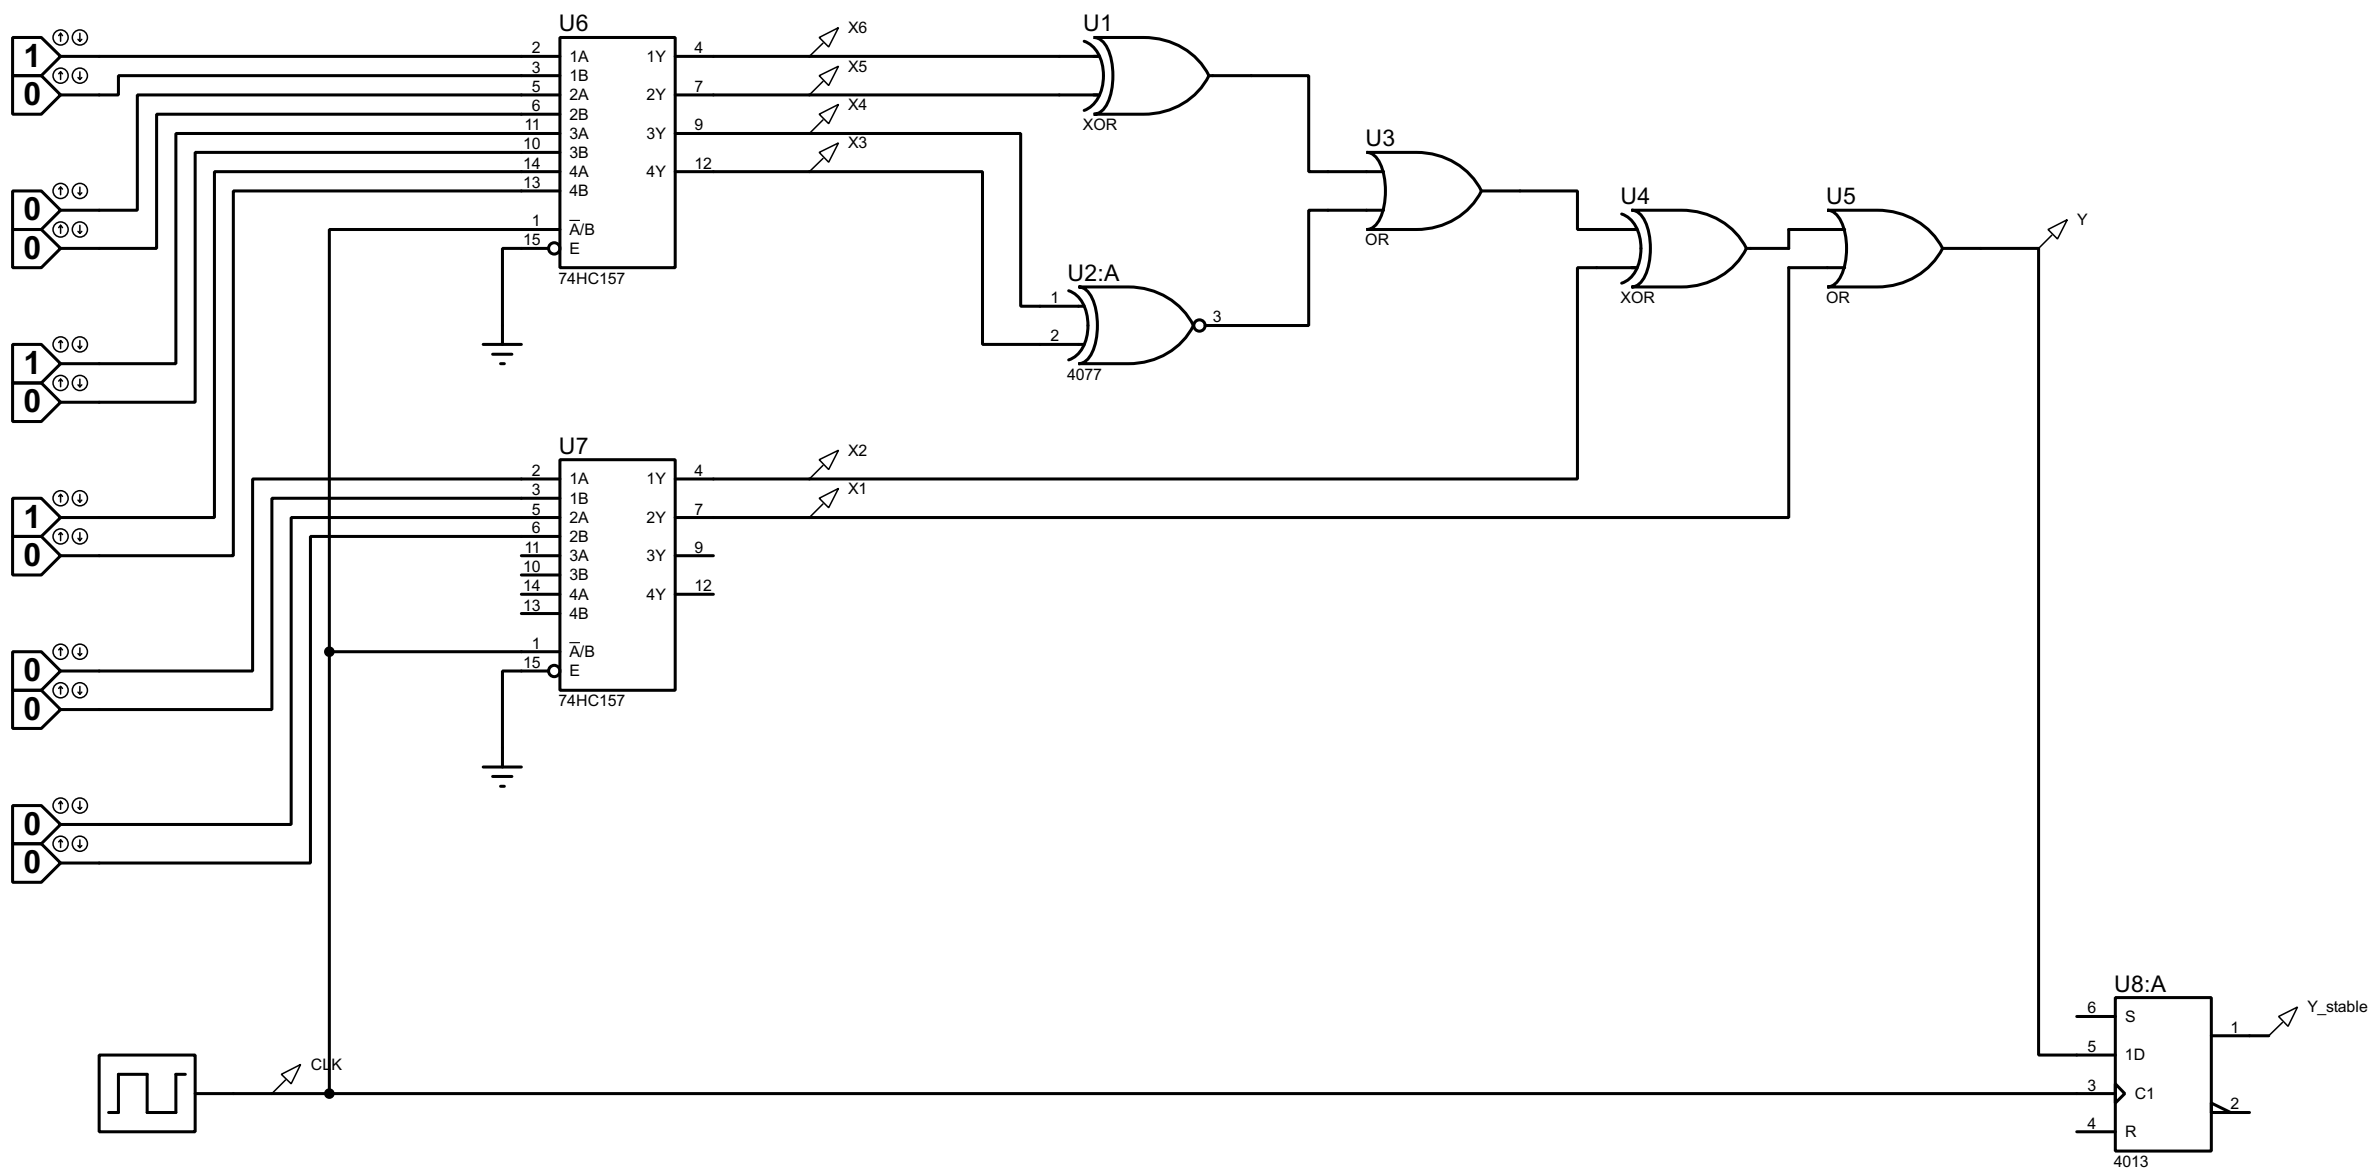 U6
1
0
0
0
1
0
1
0
2 1A 1Y 4
3 1B
5 2A 2Y 7
6 2B
11 3A 3Y 9
10 3B
14 4A 4Y 12
13 4B
1 A̅/B
15 E
74HC157
X6
X5
X4
X3
U1
XOR
U2:A
1
2
3
4077
U3
OR
U4
XOR
U5
OR
Y
U7
0
0
0
0
2 1A 1Y 4
3 1B
5 2A 2Y 7
6 2B
11 3A 3Y 9
10 3B
14 4A 4Y 12
13 4B
1 A̅/B
15 E
74HC157
X2
X1
CLK
U8:A
6 S
5 1D
3 C1
4 R
1
2
4013
Y_stable